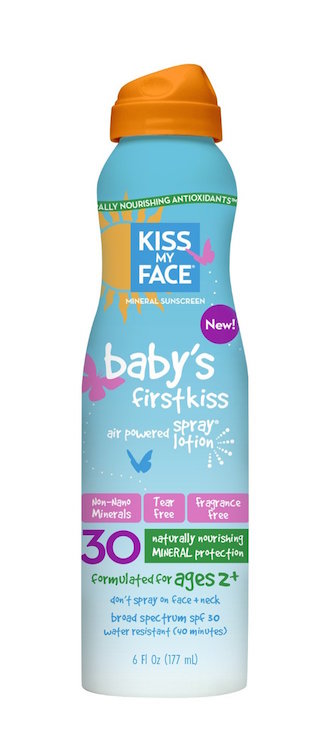 ALLY NOURISHING ANTIOXIDANTS
KISS
MY
FACE®
MINERAL SUNSCREEN
New!
baby's
firstkiss
air powered spray®
lotion
Non-Nano
Minerals
Tear
Free
Fragrance
Free
30
naturally nourishing
MINERAL protection
formulated for ages 2+
don't spray on face + neck
broad spectrum spf 30
water resistant (40 minutes)
6 Fl Oz (177 mL)